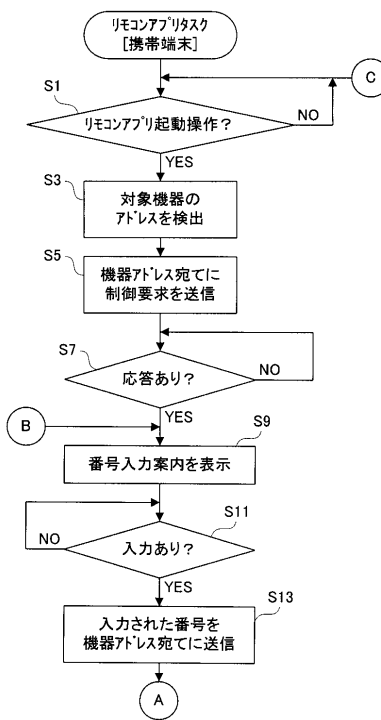 リモコンアプリタスク
[携帯端末]
C
S1
リモコンアプリ起動操作？
NO
YES
S3
対象機器の
アドレスを検出
S5
機器アドレス宛てに
制御要求を送信
S7
応答あり？
NO
YES
B
S9
番号入力案内を表示
S11
入力あり？
NO
YES
S13
入力された番号を
機器アドレス宛てに送信
A